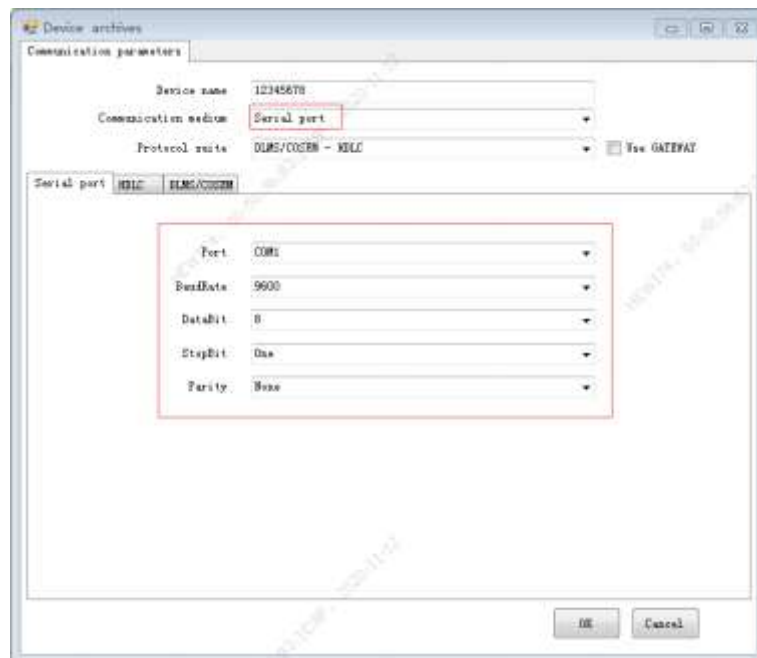 Device archives
Communication parameters
Device name 12345678
Communication medium Serial port
Protocol suite DLMS/COSEM - HDLC Use GATEWAY
Serial port HDLC DLMS/COSEM
Port COM1
BaudRate 9600
DataBit 8
StopBit One
Parity None
OK Cancel